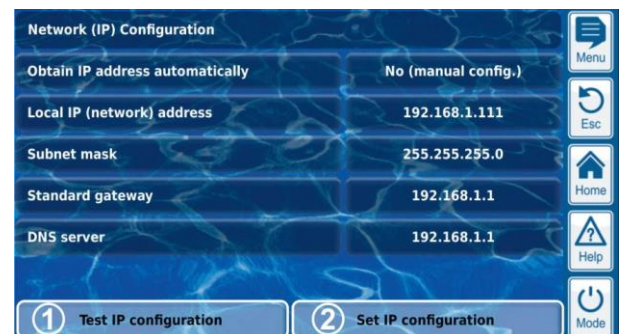 Network (IP) Configuration
Menu
Obtain IP address automatically No (manual config.)
Local IP (network) address 192.168.1.111
Esc
Subnet mask 255.255.255.0
Standard gateway 192.168.1.1
Home
DNS server 192.168.1.1
Help
1 Test IP configuration 2 Set IP configuration
Mode